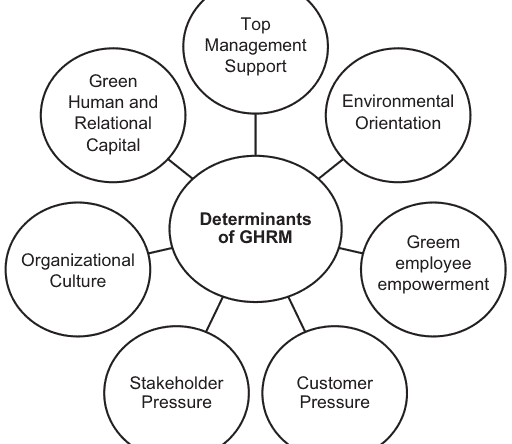 Top
Management
Support
Green
Human and
Relational
Capital
Environmental
Orientation
Determinants
of GHRM
Organizational
Culture
Greem
employee
empowerment
Stakeholder
Pressure
Customer
Pressure